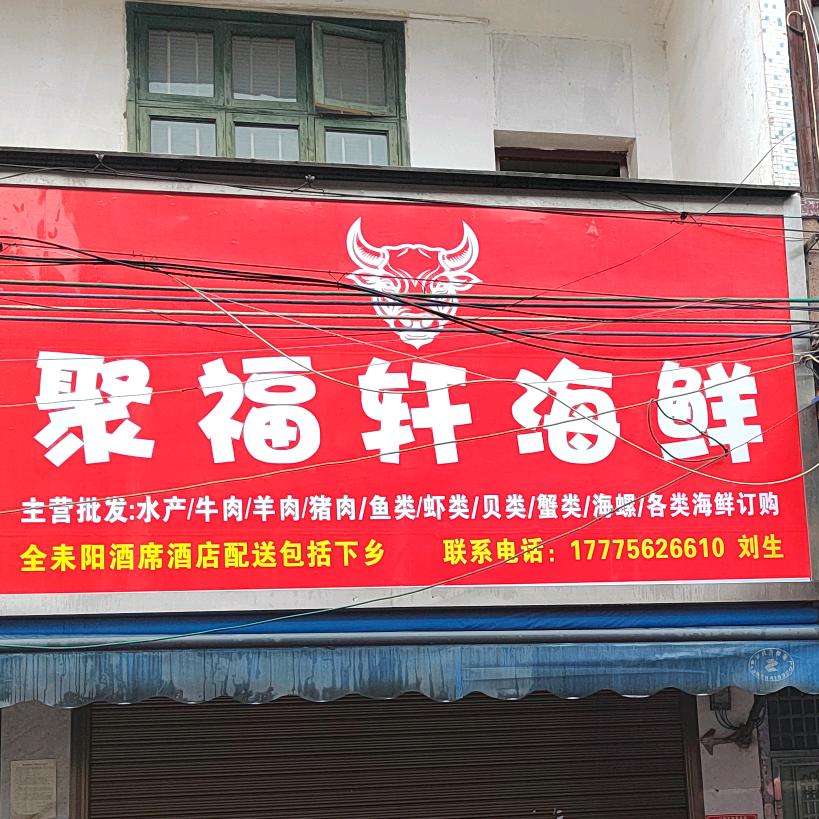 聚福轩海鲜
主营批发:水产/牛肉/羊肉/猪肉/鱼类/虾类/贝类/蟹类/海螺/各类海鲜订购
全耒阳酒席酒店配送包括下乡 联系电话：17775626610 刘生